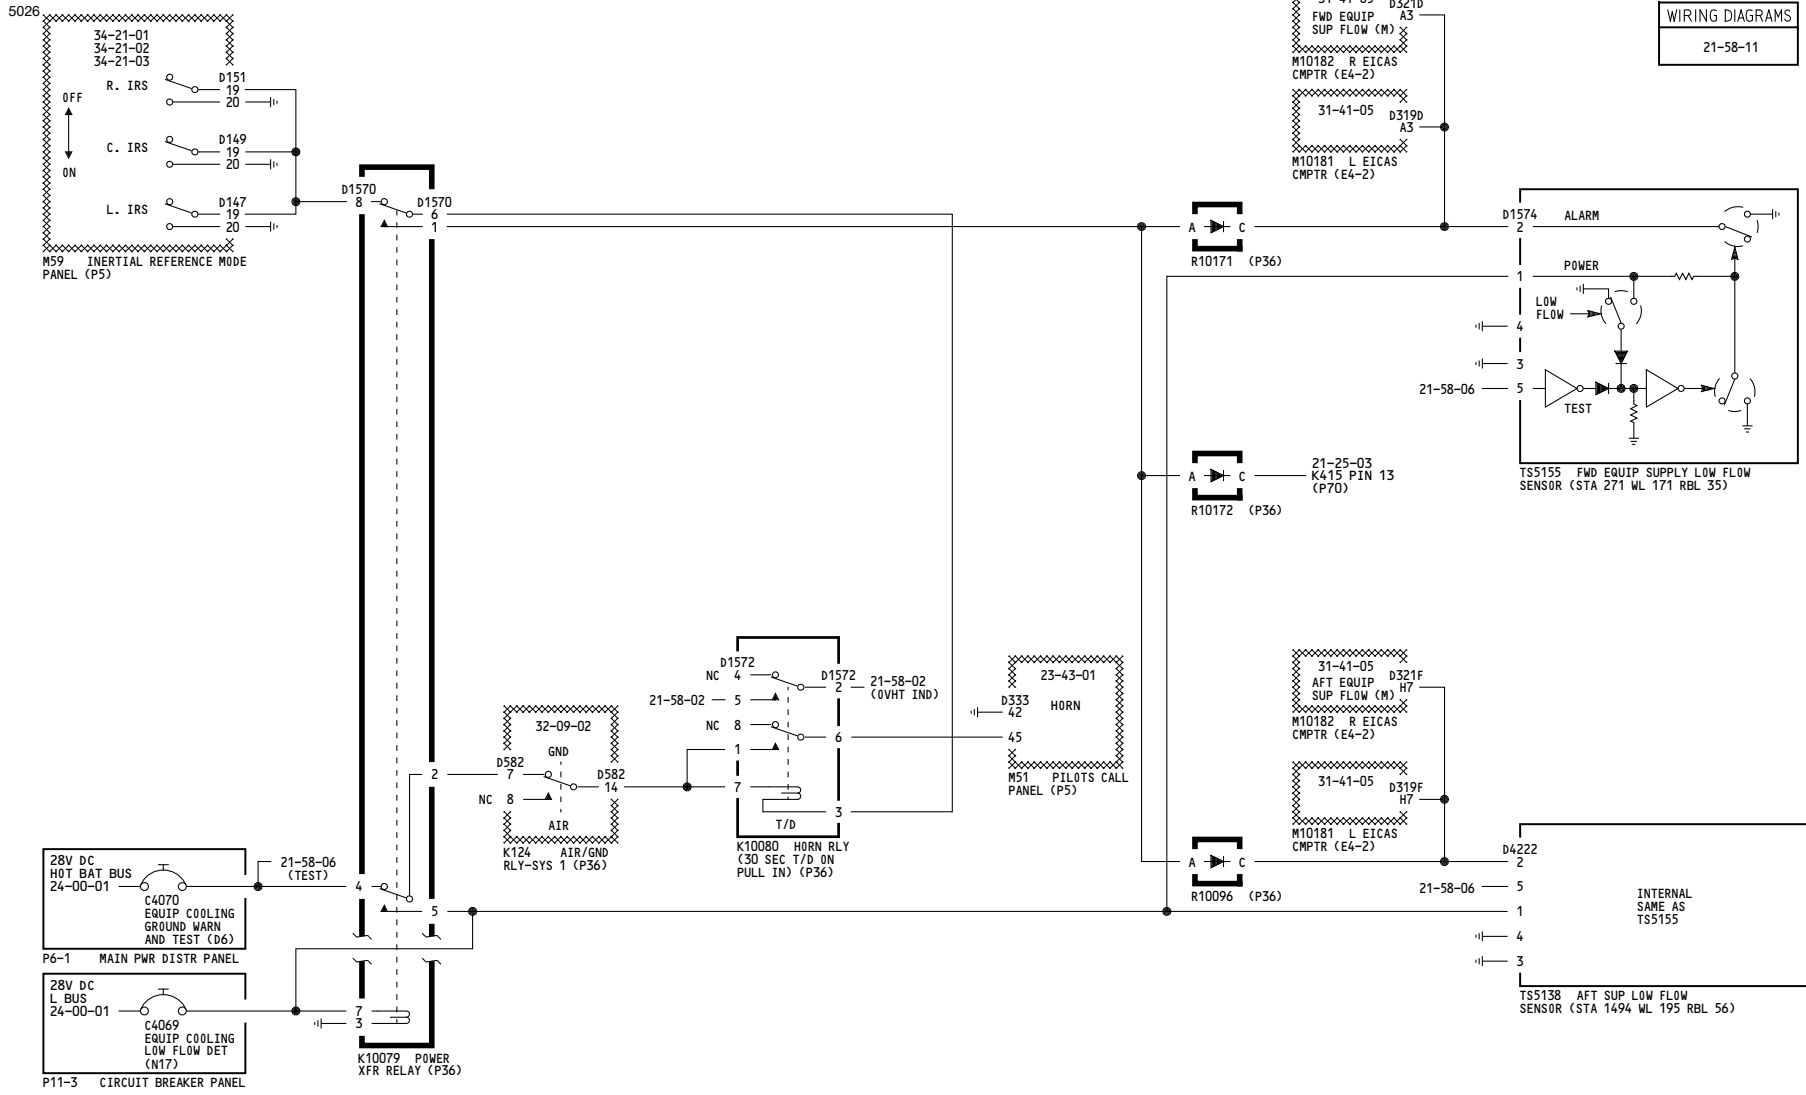 5026
WIRING DIAGRAMS
21-58-11
34-21-01
34-21-02
34-21-03
OFF
ON
R. IRS
D151
19
20
C. IRS
D149
19
20
L. IRS
D147
19
20
M59 INERTIAL REFERENCE MODE
PANEL (P5)
D1570
8
D1570
6
1
31-41-05
D321D
FWD EQUIP
A3
SUP FLOW (M)
M10182 R EICAS
CMPTR (E4-2)
31-41-05
D319D
A3
M10181 L EICAS
CMPTR (E4-2)
A
C
R10171 (P36)
D1574
2
ALARM
1
POWER
LOW
FLOW
4
3
21-58-06
5
TEST
TS5155 FWD EQUIP SUPPLY LOW FLOW
SENSOR (STA 271 WL 171 RBL 35)
A
C
21-25-03
K415 PIN 13
(P70)
R10172 (P36)
D1572
NC 4
D1572
2
21-58-02
(OVHT IND)
21-58-02
5
NC 8
6
1
7
3
T/D
K10080 HORN RLY
(30 SEC T/D ON
PULL IN) (P36)
23-43-01
D333
42
HORN
45
M51 PILOTS CALL
PANEL (P5)
32-09-02
GND
2
D582
7
D582
14
NC 8
AIR
K124 AIR/GND
RLY-SYS 1 (P36)
31-41-05
D321F
AFT EQUIP
H7
SUP FLOW (M)
M10182 R EICAS
CMPTR (E4-2)
31-41-05
D319F
H7
M10181 L EICAS
CMPTR (E4-2)
A
C
R10096 (P36)
D4222
2
21-58-06
5
1
4
3
INTERNAL
SAME AS
TS5155
TS5138 AFT SUP LOW FLOW
SENSOR (STA 1494 WL 195 RBL 56)
28V DC
HOT BAT BUS
24-00-01
21-58-06
(TEST)
C4070
EQUIP COOLING
GROUND WARN
AND TEST (D6)
P6-1 MAIN PWR DISTR PANEL
4
5
28V DC
L BUS
24-00-01
C4069
EQUIP COOLING
LOW FLOW DET
(N17)
P11-3 CIRCUIT BREAKER PANEL
7
3
K10079 POWER
XFR RELAY (P36)